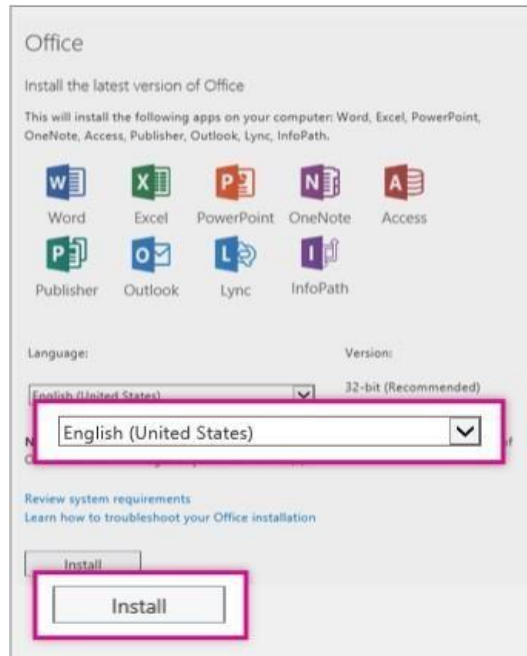 Office
Install the latest version of Office
This will install the following apps on your computer: Word, Excel, PowerPoint,
OneNote, Access, Publisher, Outlook, Lync, InfoPath.
Word Excel PowerPoint OneNote Access
Publisher Outlook Lync InfoPath
Language: Version:
English (United States) 32-bit (Recommended)
English (United States)
Review system requirements
Learn how to troubleshoot your Office installation
Install
Install